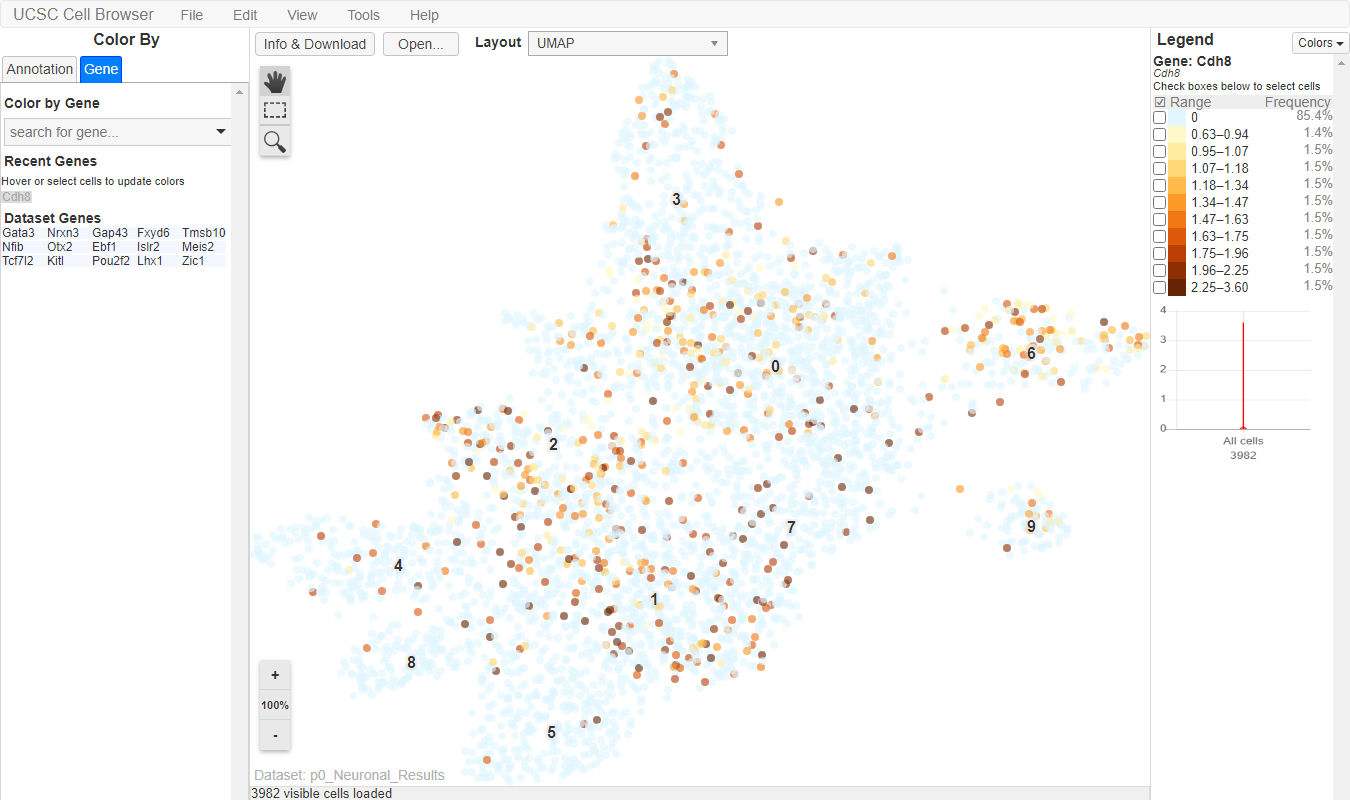 UCSC Cell Browser File Edit View Tools Help
Color By
Annotation Gene
Color by Gene
search for gene...
Recent Genes
Hover or select cells to update colors
Cdh8
Dataset Genes
Gata3 Nrxn3 Gap43 Fxyd6 Tmsb10
Nfib Otx2 Ebf1 Islr2 Meis2
Tcf7l2 Kitl Pou2f2 Lhx1 Zic1
Info & Download Open... Layout UMAP
3
0
6
2
7
9
4
1
8
5
+
100%
-
Dataset: p0_Neuronal_Results
3982 visible cells loaded
Legend Colors
Gene: Cdh8
Cdh8
Check boxes below to select cells
Range Frequency
0 85.4%
0.63–0.94 1.4%
0.95–1.07 1.5%
1.07–1.18 1.5%
1.18–1.34 1.5%
1.34–1.47 1.5%
1.47–1.63 1.5%
1.63–1.75 1.5%
1.75–1.96 1.5%
1.96–2.25 1.5%
2.25–3.60 1.5%
4
3
2
1
0
All cells
3982